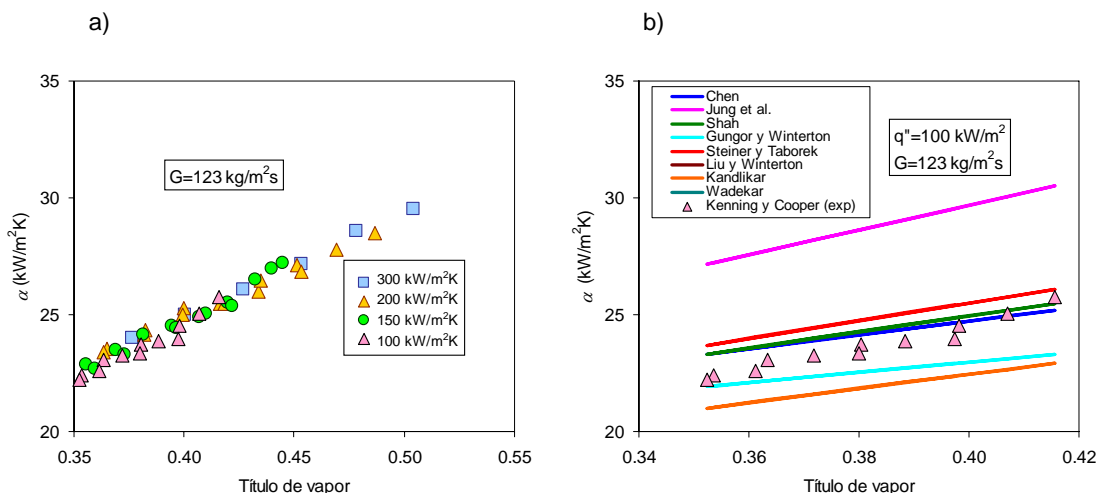 a)
35
30
25
20
α (kW/m²K)
0.35
0.40
0.45
0.50
0.55
Título de vapor
G=123 kg/m²s
300 kW/m²K
200 kW/m²K
150 kW/m²K
100 kW/m²K
b)
35
30
25
20
α (kW/m²K)
0.34
0.36
0.38
0.40
0.42
Título de vapor
Chen
Jung et al.
Shah
Gungor y Winterton
Steiner y Taborek
Liu y Winterton
Kandlikar
Wadekar
Kenning y Cooper (exp)
q"=100 kW/m²
G=123 kg/m²s